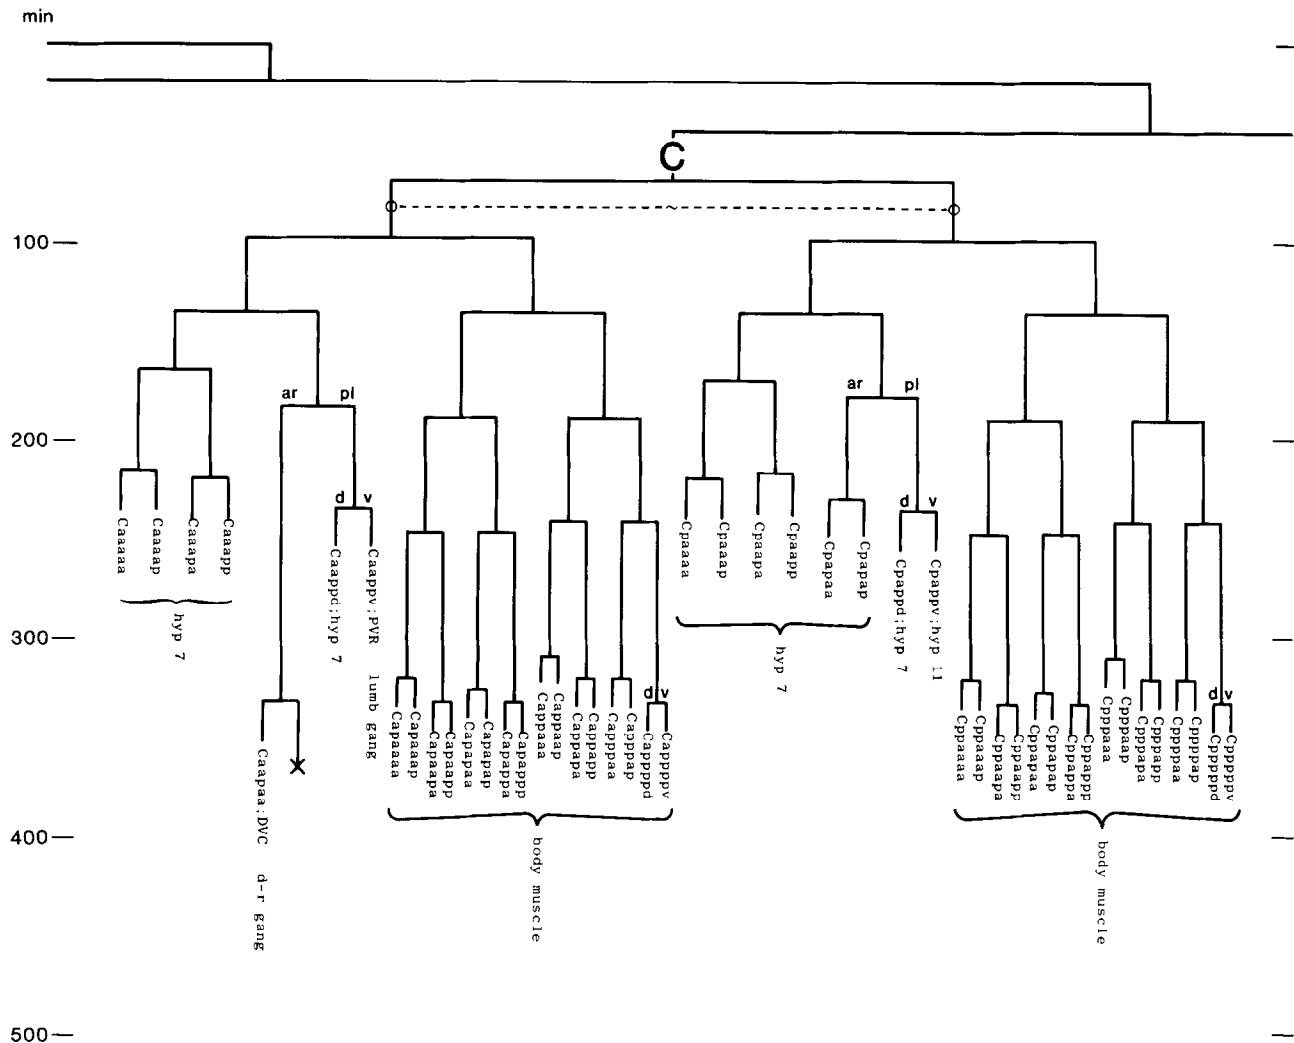 min
C
100
ar pl
ar pl
200
d v
d v
Caaaaa
Caaaap
Caaapa
Caaapp
hyp 7
Caapaa;DVC d-r gang
X
Caappd;hyp 7
Caappv;PVR lumb gang
300
Capaaaa
Capaaap
Capaapa
Capaapp
Capapaa
Capapap
Capappa
Capappp
Cappaaa
Cappaap
Cappapa
Cappapp
Capppaa
Capppap
d v
Cappppd
Cappppv
body muscle
Cpaaaa
Cpaaap
Cpaapa
Cpaapp
Cpapaa
Cpapap
hyp 7
Cpappd;hyp 7
Cpappv;hyp 11
Cppaaaa
Cppaaap
Cppaapa
Cppaapp
Cppapaa
Cppapap
Cppappa
Cppappp
Cpppaaa
Cpppaap
Cpppapa
Cpppapp
Cppppaa
Cppppap
d v
Cpppppd
Cpppppv
body muscle
400
500